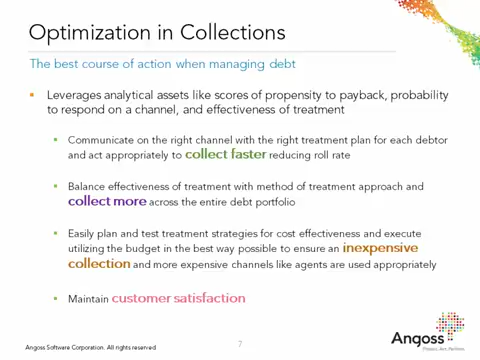 Optimization in Collections
The best course of action when managing debt
Leverages analytical assets like scores of propensity to payback, probability
to respond on a channel, and effectiveness of treatment
Communicate on the right channel with the right treatment plan for each debtor
and act appropriately to collect faster reducing roll rate
Balance effectiveness of treatment with method of treatment approach and
collect more across the entire debt portfolio
Easily plan and test treatment strategies for cost effectiveness and execute
utilizing the budget in the best way possible to ensure an inexpensive
collection and more expensive channels like agents are used appropriately
Maintain customer satisfaction
Angoss Software Corporation. All rights reserved
7
Angoss